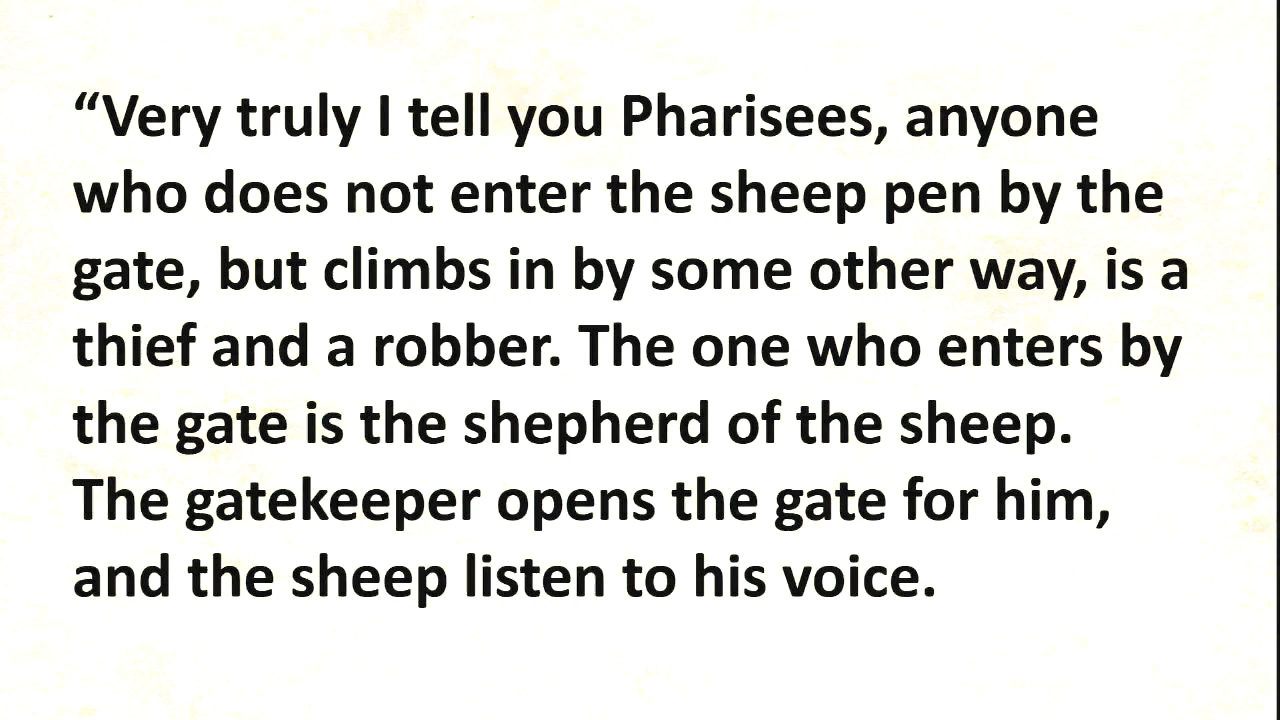 “Very truly I tell you Pharisees, anyone
who does not enter the sheep pen by the
gate, but climbs in by some other way, is a
thief and a robber. The one who enters by
the gate is the shepherd of the sheep.
The gatekeeper opens the gate for him,
and the sheep listen to his voice.